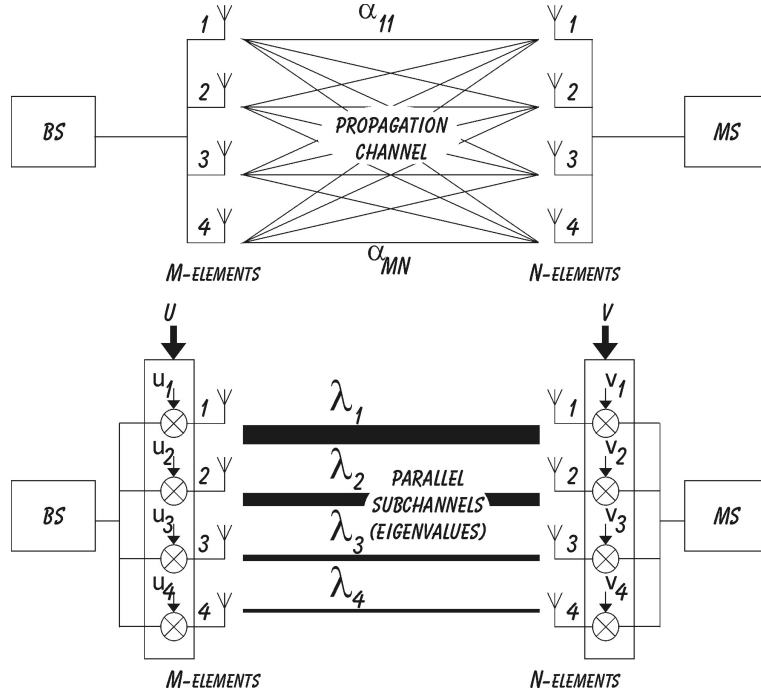 1 α11 1
2 2
BS PROPAGATION MS
CHANNEL
3 3
4 4
αMN
M-ELEMENTS N-ELEMENTS
U V
u1 1 λ1 1 v1
u2 2 λ2 2 v2
PARALLEL
BS SUBCHANNELS MS
(EIGENVALUES)
u3 3 λ3 3 v3
u4 4 λ4 4 v4
M-ELEMENTS N-ELEMENTS